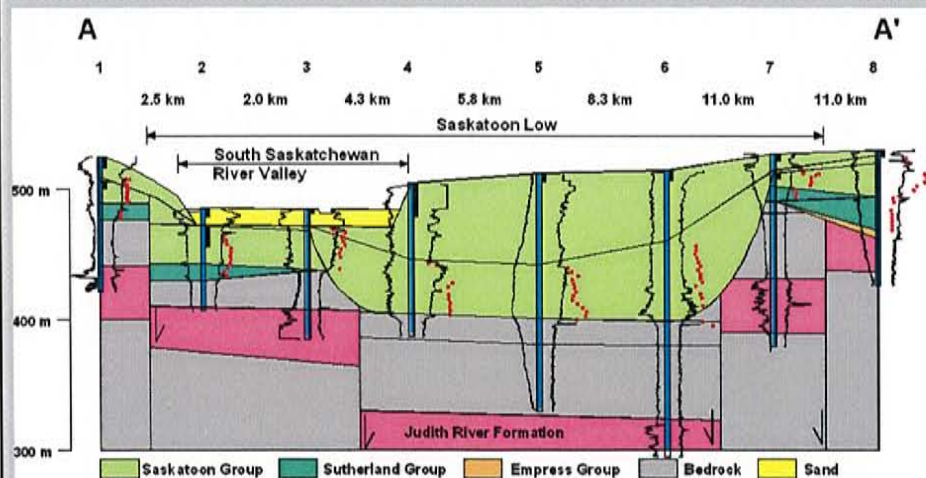 A A'
1 2 3 4 5 6 7 8
2.5 km 2.0 km 4.3 km 5.8 km 8.3 km 11.0 km 11.0 km
Saskatoon Low
South Saskatchewan
River Valley
500 m
400 m
Judith River Formation
300 m
Saskatoon Group Sutherland Group Empress Group Bedrock Sand